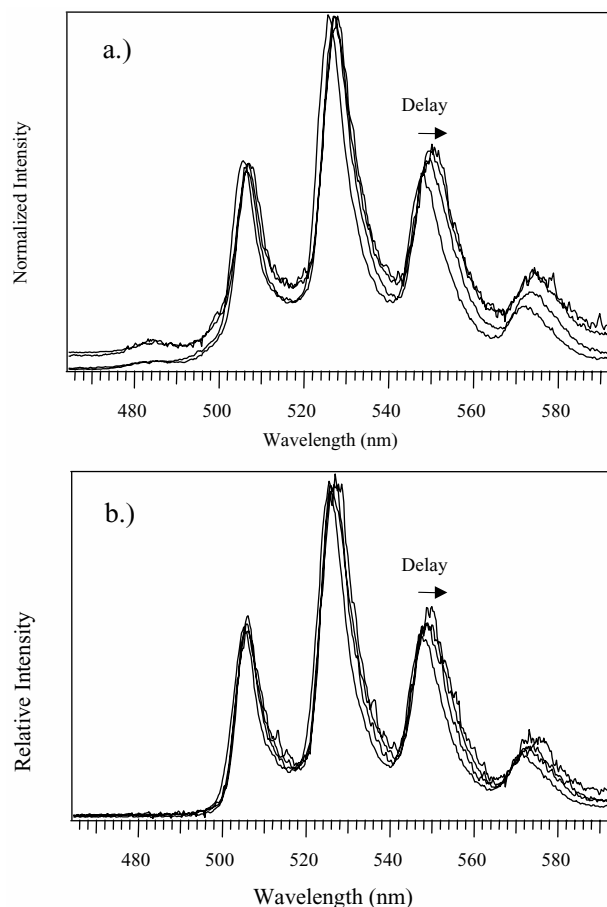 a.)
Delay
Normalized Intensity
480 500 520 540 560 580
Wavelength (nm)
b.)
Delay
Relative Intensity
480 500 520 540 560 580
Wavelength (nm)